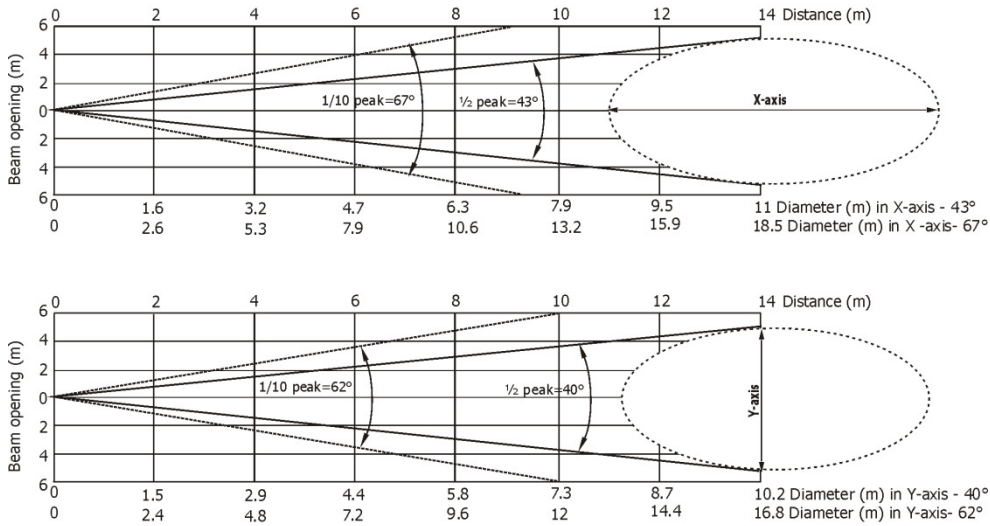 0 2 4 6 8 10 12 14 Distance (m)
6
4
2
0
2
4
6
Beam opening (m)
1/10 peak=67°
½ peak=43°
X-axis
0 1.6 3.2 4.7 6.3 7.9 9.5 11 Diameter (m) in X-axis - 43°
0 2.6 5.3 7.9 10.6 13.2 15.9 18.5 Diameter (m) in X -axis- 67°
0 2 4 6 8 10 12 14 Distance (m)
6
4
2
0
2
4
6
Beam opening (m)
1/10 peak=62°
½ peak=40°
Y-axis
0 1.5 2.9 4.4 5.8 7.3 8.7 10.2 Diameter (m) in Y-axis - 40°
0 2.4 4.8 7.2 9.6 12 14.4 16.8 Diameter (m) in Y-axis- 62°